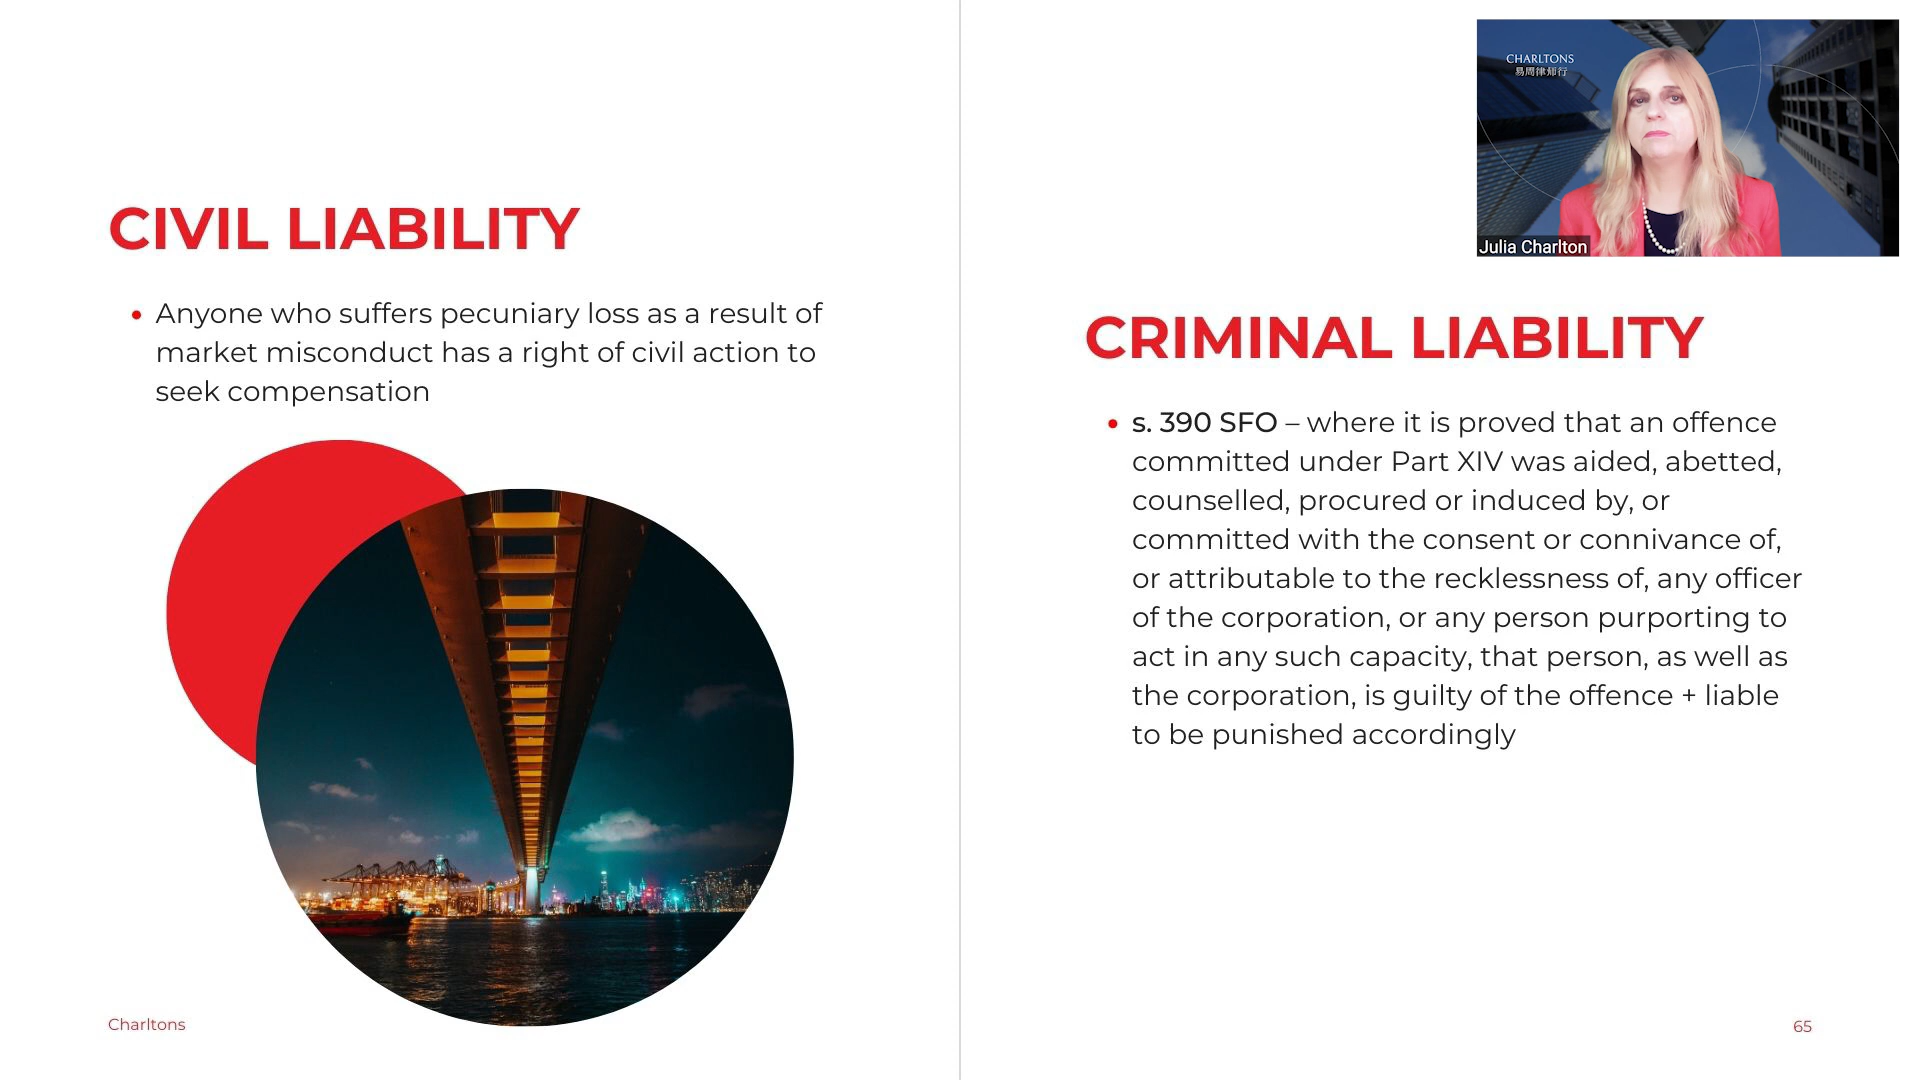 CIVIL LIABILITY
• Anyone who suffers pecuniary loss as a result of
market misconduct has a right of civil action to
seek compensation
CHARLTONS
易周律师行
Julia Charlton
CRIMINAL LIABILITY
• s. 390 SFO – where it is proved that an offence
committed under Part XIV was aided, abetted,
counselled, procured or induced by, or
committed with the consent or connivance of,
or attributable to the recklessness of, any officer
of the corporation, or any person purporting to
act in any such capacity, that person, as well as
the corporation, is guilty of the offence + liable
to be punished accordingly
Charltons
65